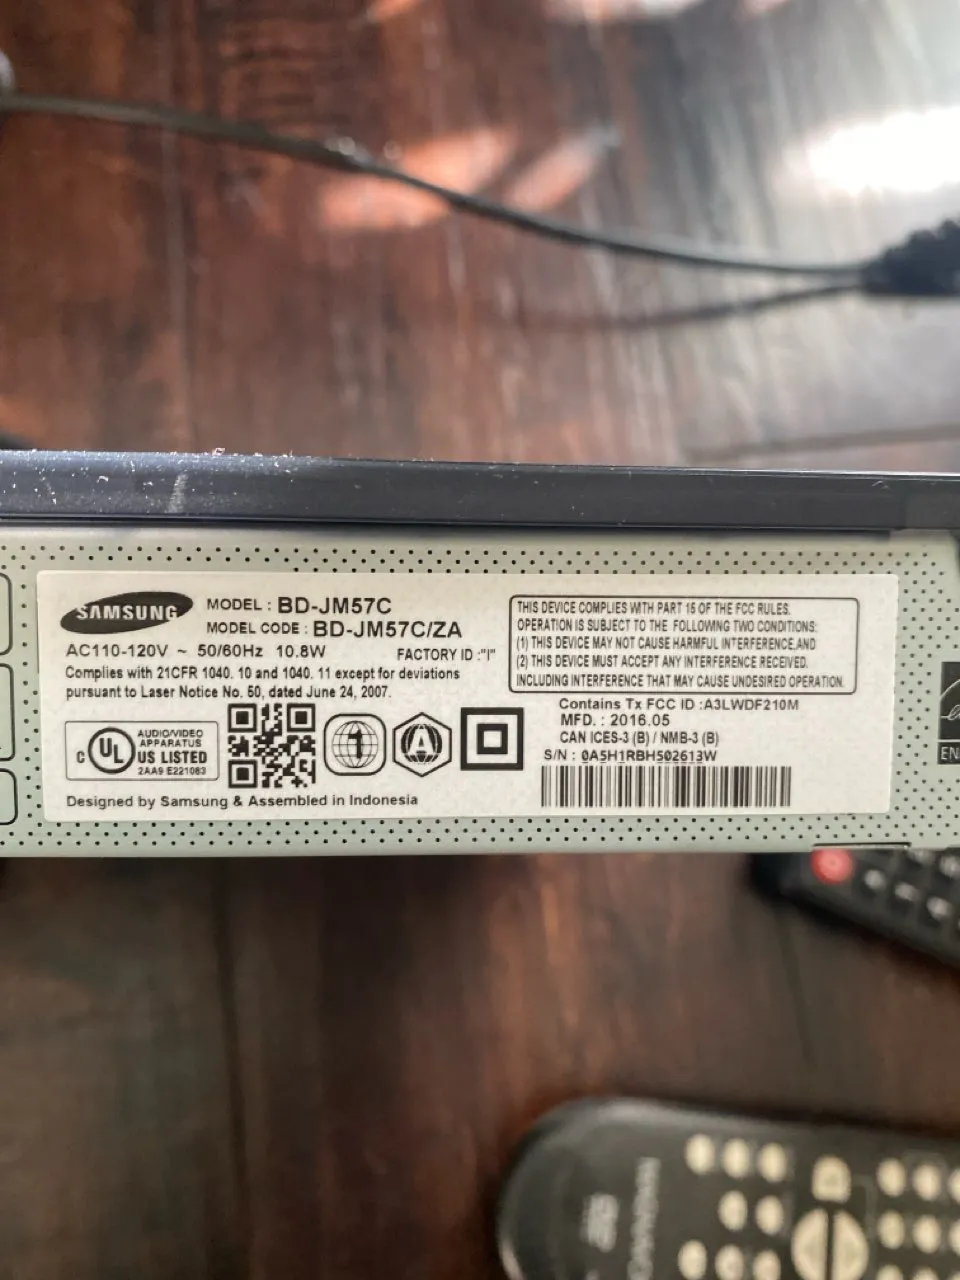 SAMSUNG
MODEL : BD-JM57C
MODEL CODE : BD-JM57C/ZA
AC110-120V ~ 50/60Hz 10.8W
FACTORY ID :"I"
Complies with 21CFR 1040. 10 and 1040. 11 except for deviations
pursuant to Laser Notice No. 50, dated June 24, 2007.
C UL
AUDIO/VIDEO
APPARATUS
US LISTED
2AA9 E221083
1
A
Designed by Samsung & Assembled in Indonesia
THIS DEVICE COMPLIES WITH PART 15 OF THE FCC RULES.
OPERATION IS SUBJECT TO THE FOLLOWING TWO CONDITIONS:
(1) THIS DEVICE MAY NOT CAUSE HARMFUL INTERFERENCE,AND
(2) THIS DEVICE MUST ACCEPT ANY INTERFERENCE RECEIVED.
INCLUDING INTERFERENCE THAT MAY CAUSE UNDESIRED OPERATION.
Contains Tx FCC ID :A3LWDF210M
MFD. : 2016.05
CAN ICES-3 (B) / NMB-3 (B)
S/N : 0A5H1RBH502613W
EN